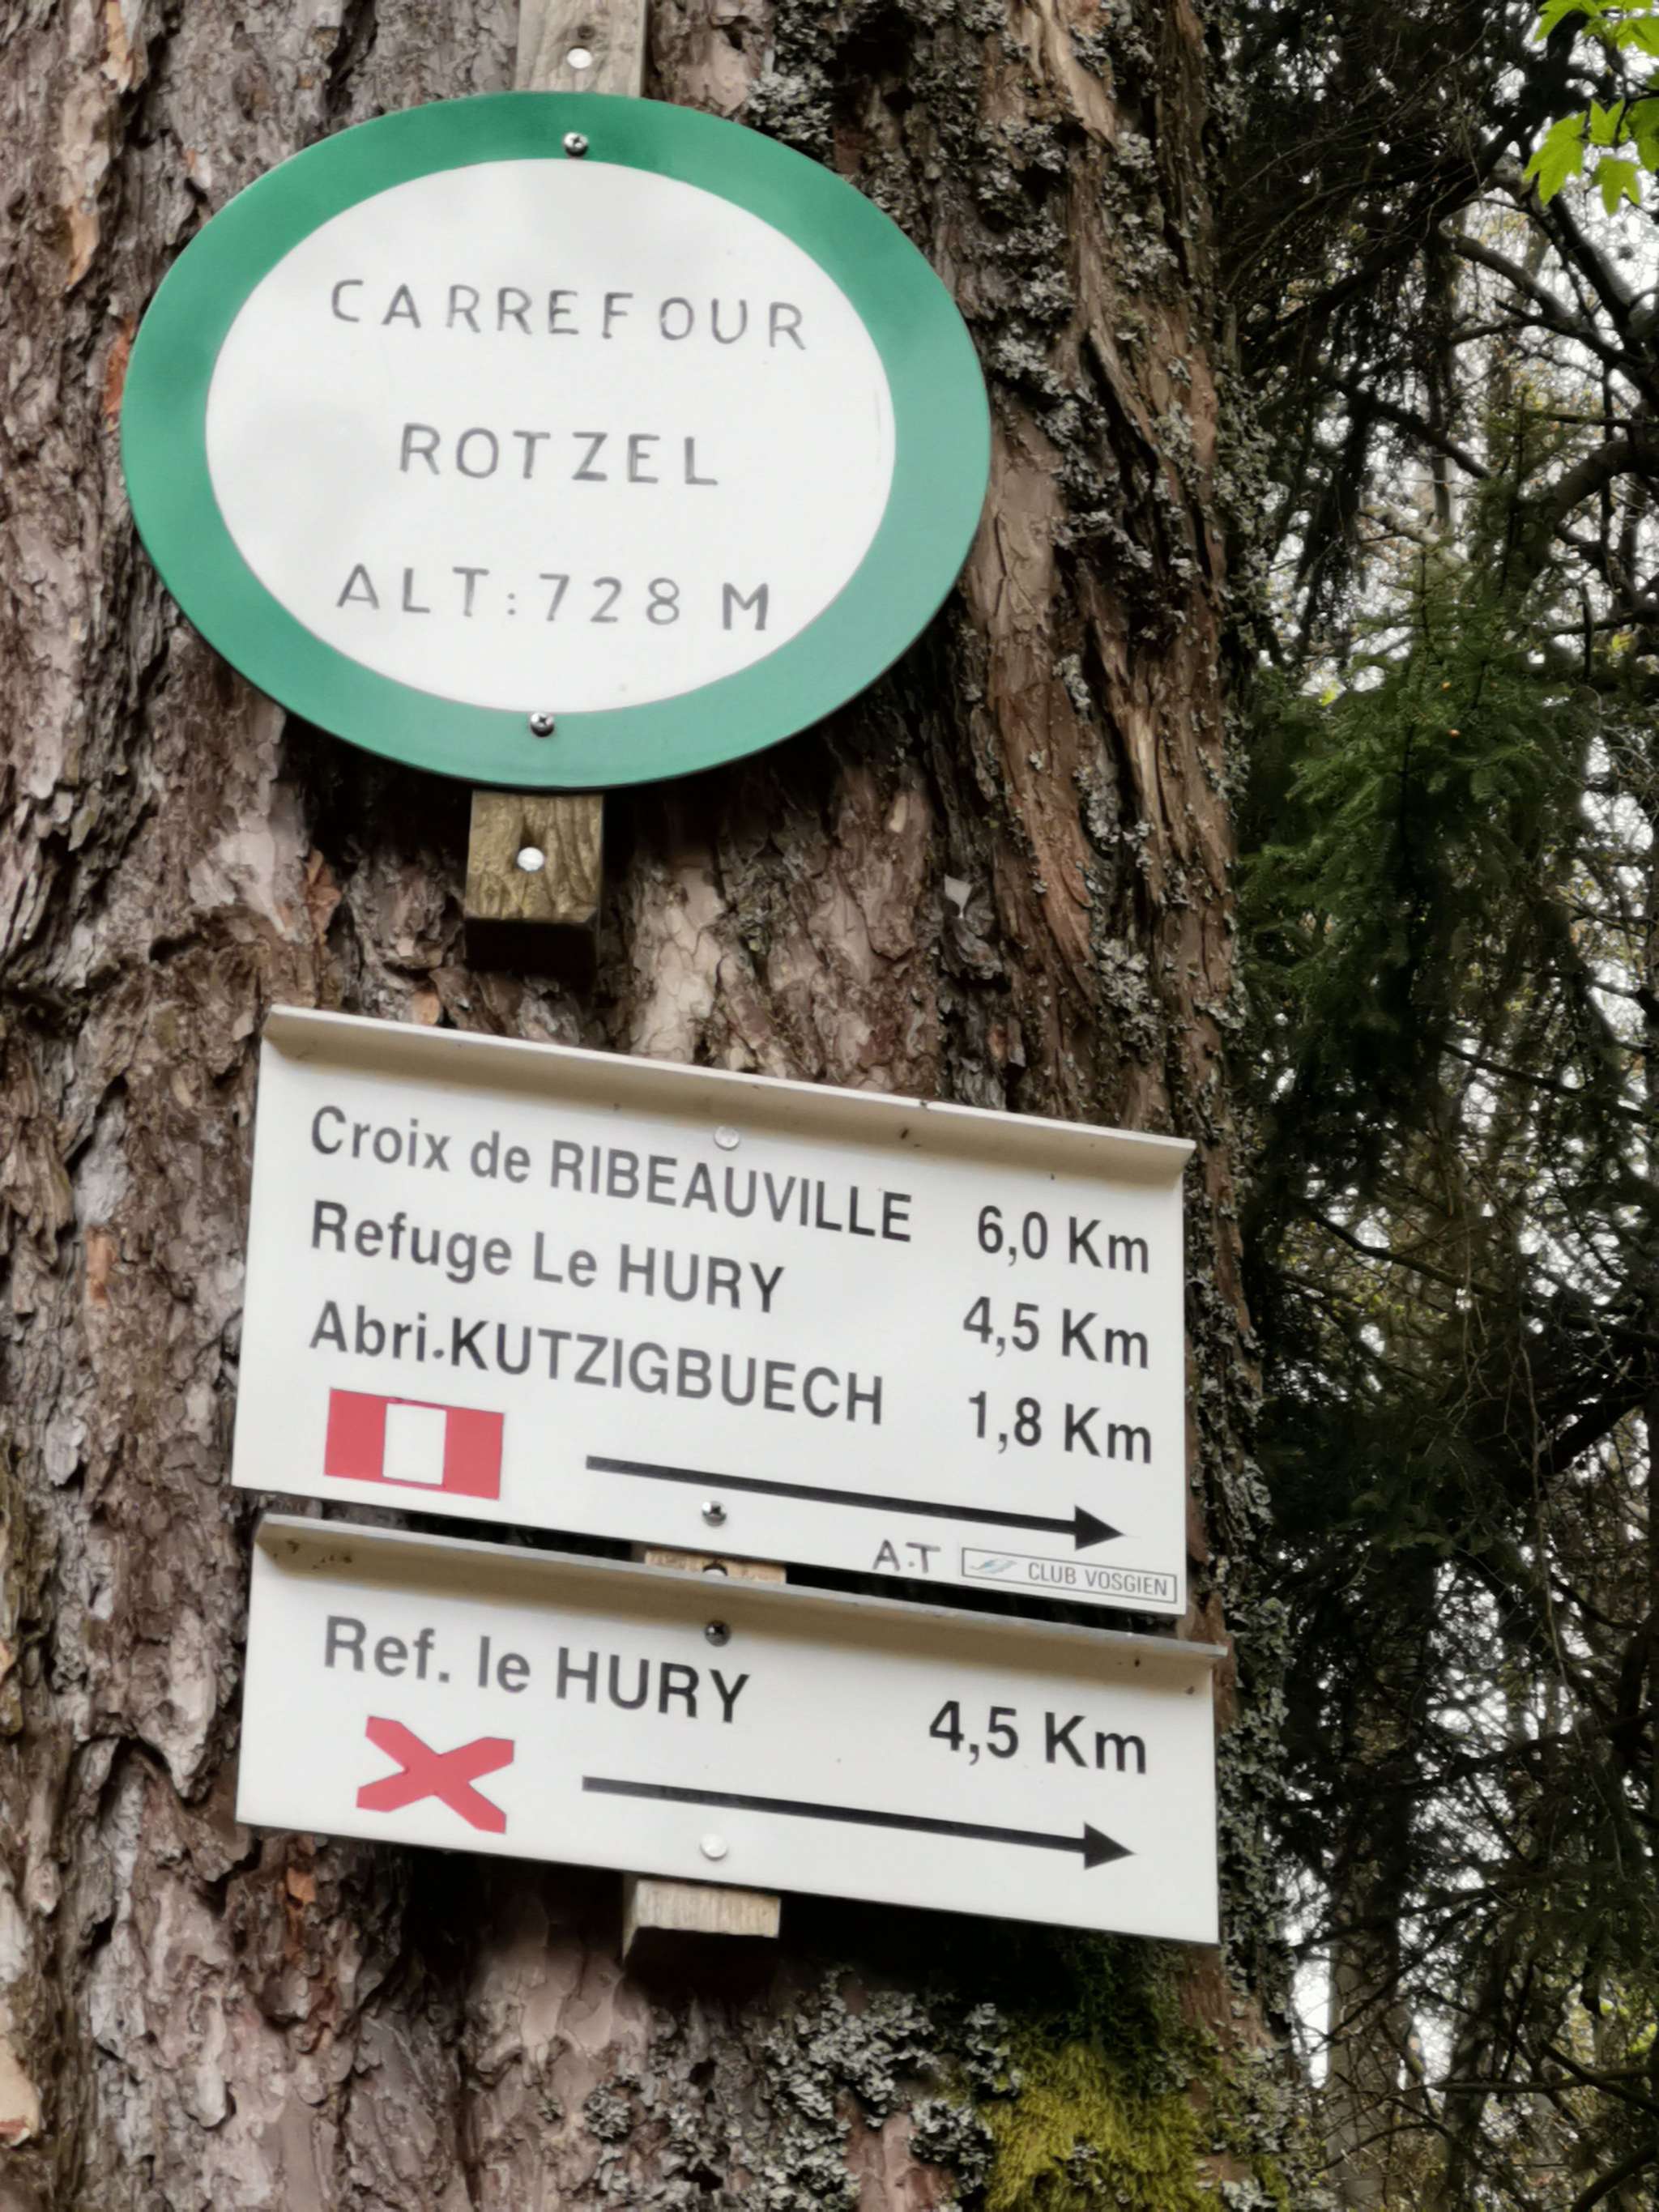 CARREFOUR
ROTZEL
ALT:728 M
Croix de RIBEAUVILLE 6,0 Km
Refuge Le HURY 4,5 Km
Abri.KUTZIGBUECH 1,8 Km
A.T CLUB VOSGIEN
Ref. le HURY 4,5 Km